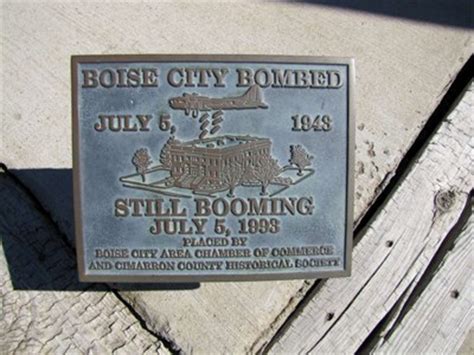 BOISE CITY BOMBED
JULY 5, 1943
STILL BOOMING
JULY 5, 1993
PLACED BY
BOISE CITY AREA CHAMBER OF COMMERCE
AND CIMARRON COUNTY HISTORICAL SOCIETY